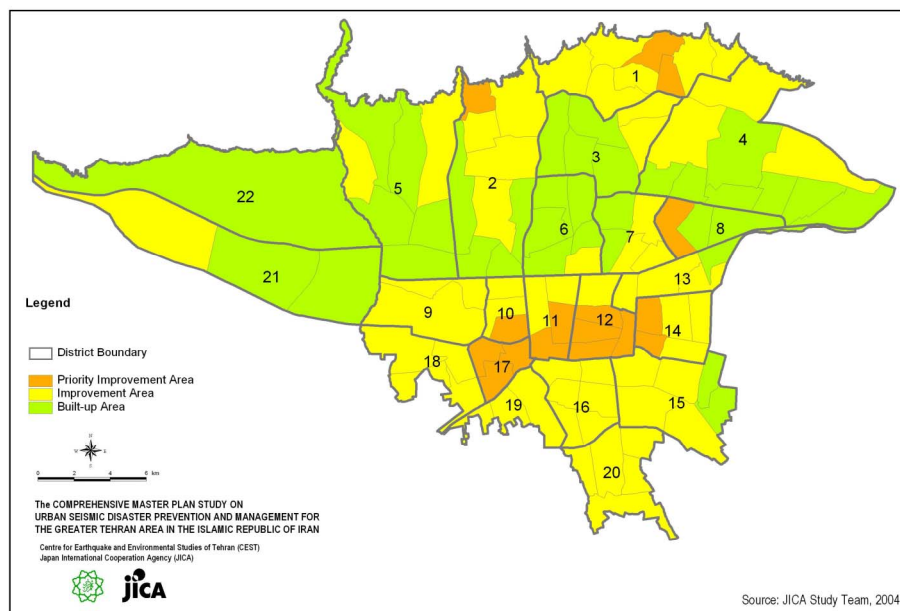 1
4
3
2
5
22
6
7
8
21
13
9
10
11
12
14
18
17
15
19
16
20
Legend
District Boundary
Priority Improvement Area
Improvement Area
Built-up Area
N
W E
S
0 2 4 6 km
The COMPREHENSIVE MASTER PLAN STUDY ON
URBAN SEISMIC DISASTER PREVENTION AND MANAGEMENT FOR
THE GREATER TEHRAN AREA IN THE ISLAMIC REPUBLIC OF IRAN
Centre for Earthquake and Environmental Studies of Tehran (CEST)
Japan International Cooperation Agency (JICA)
JICA
Source: JICA Study Team, 2004